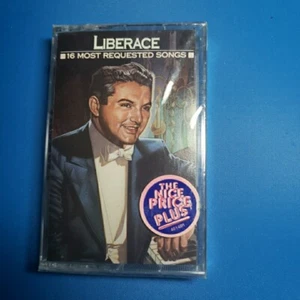 LIBERACE
16 MOST REQUESTED SONGS
THE
NICE
PRICE
PLUS